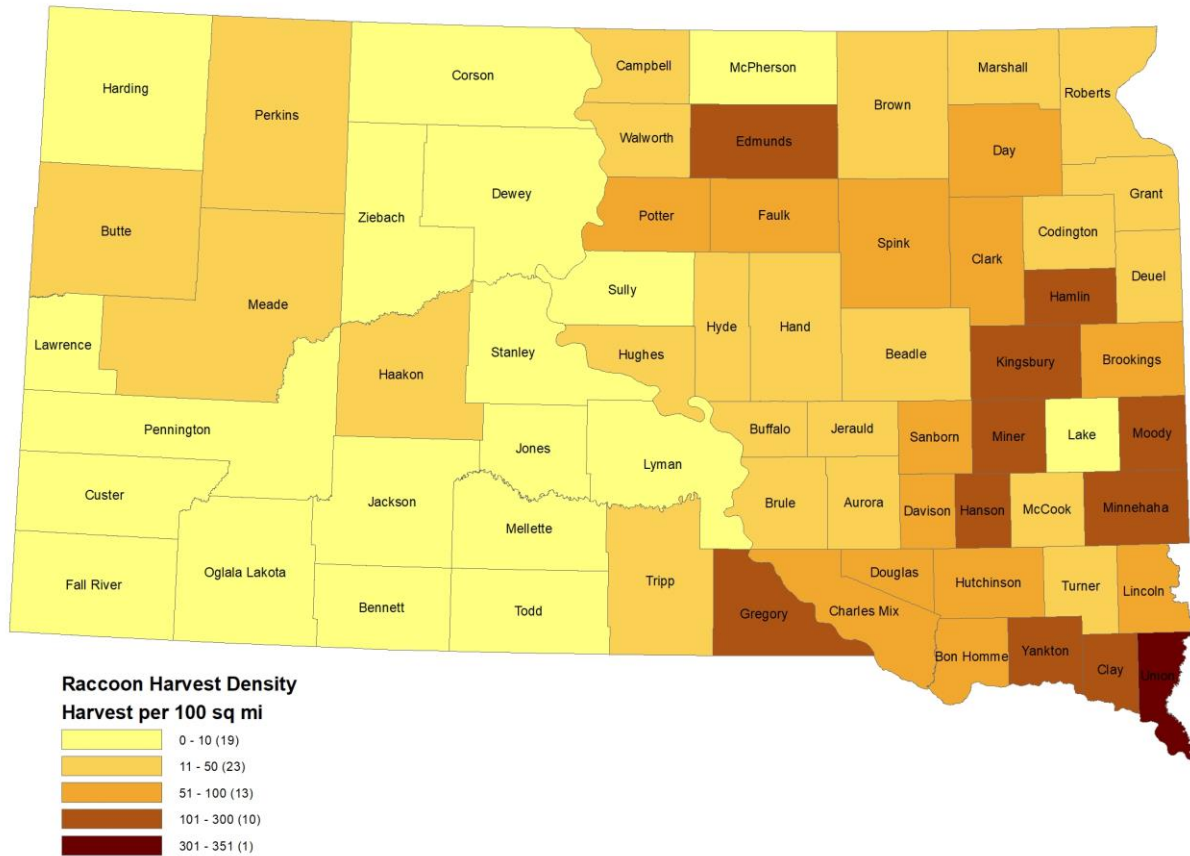 Harding
Perkins
Corson
Campbell
McPherson
Brown
Marshall
Roberts
Walworth
Edmunds
Day
Butte
Ziebach
Dewey
Potter
Faulk
Spink
Clark
Codington
Grant
Meade
Sully
Hamlin
Deuel
Lawrence
Haakon
Stanley
Hughes
Hyde
Hand
Beadle
Kingsbury
Brookings
Pennington
Jones
Lyman
Buffalo
Jerauld
Sanborn
Miner
Lake
Moody
Custer
Jackson
Mellette
Brule
Aurora
Davison
Hanson
McCook
Minnehaha
Fall River
Oglala Lakota
Bennett
Todd
Tripp
Gregory
Charles Mix
Douglas
Hutchinson
Turner
Lincoln
Bon Homme
Yankton
Clay
Union
Raccoon Harvest Density
Harvest per 100 sq mi
0 - 10 (19)
11 - 50 (23)
51 - 100 (13)
101 - 300 (10)
301 - 351 (1)